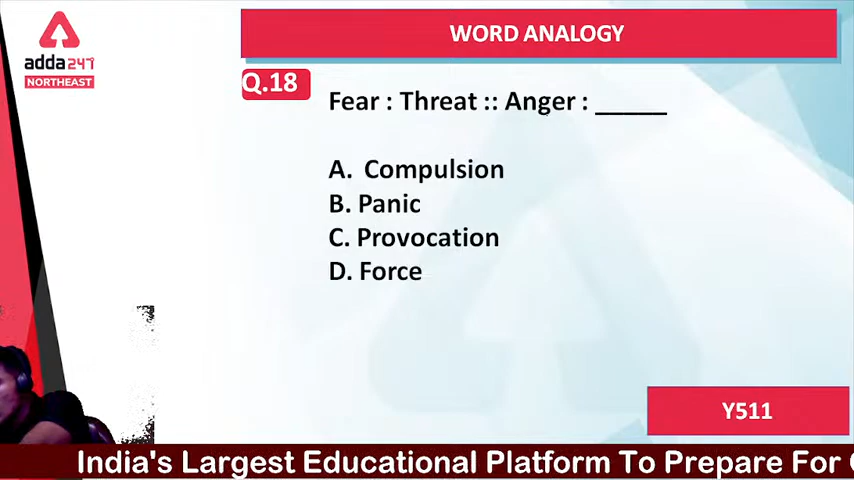 WORD ANALOGY
adda247
NORTHEAST
Q.18
Fear : Threat :: Anger : _____
A. Compulsion
B. Panic
C. Provocation
D. Force
Y511
India's Largest Educational Platform To Prepare For